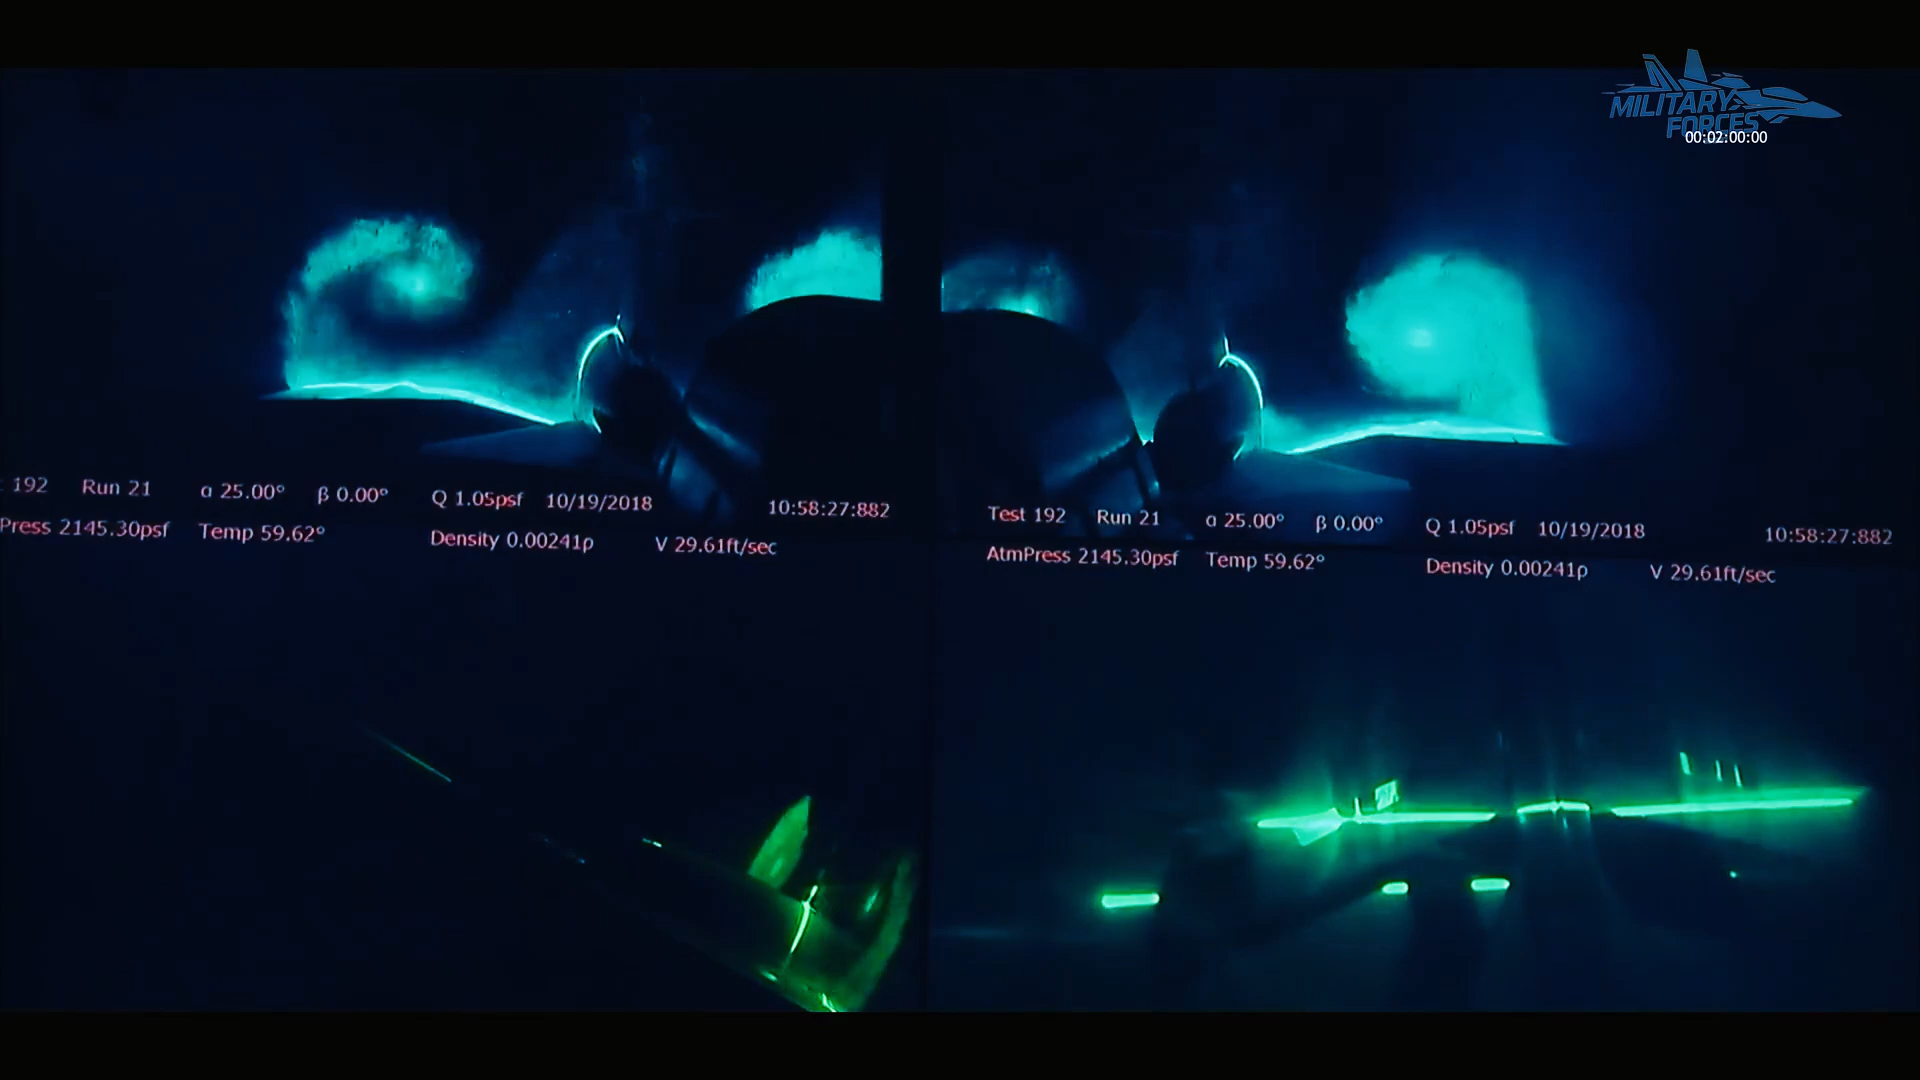 MILITARY
FORCES
00:02:00:00
192 Run 21 α 25.00° β 0.00° Q 1.05psf 10/19/2018 10:58:27:882
Press 2145.30psf Temp 59.62° Density 0.00241ρ V 29.61ft/sec
Test 192 Run 21 α 25.00° β 0.00° Q 1.05psf 10/19/2018 10:58:27:882
AtmPress 2145.30psf Temp 59.62° Density 0.00241ρ V 29.61ft/sec